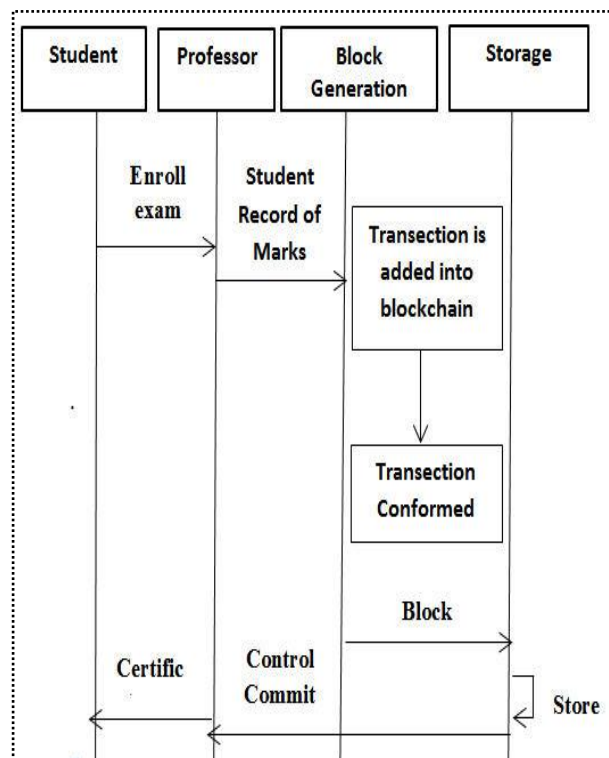 Student
Professor
Block
Generation
Storage
Enroll
exam
Student
Record of
Marks
Transection is
added into
blockchain
Transection
Conformed
Block
Certific
Control
Commit
Store